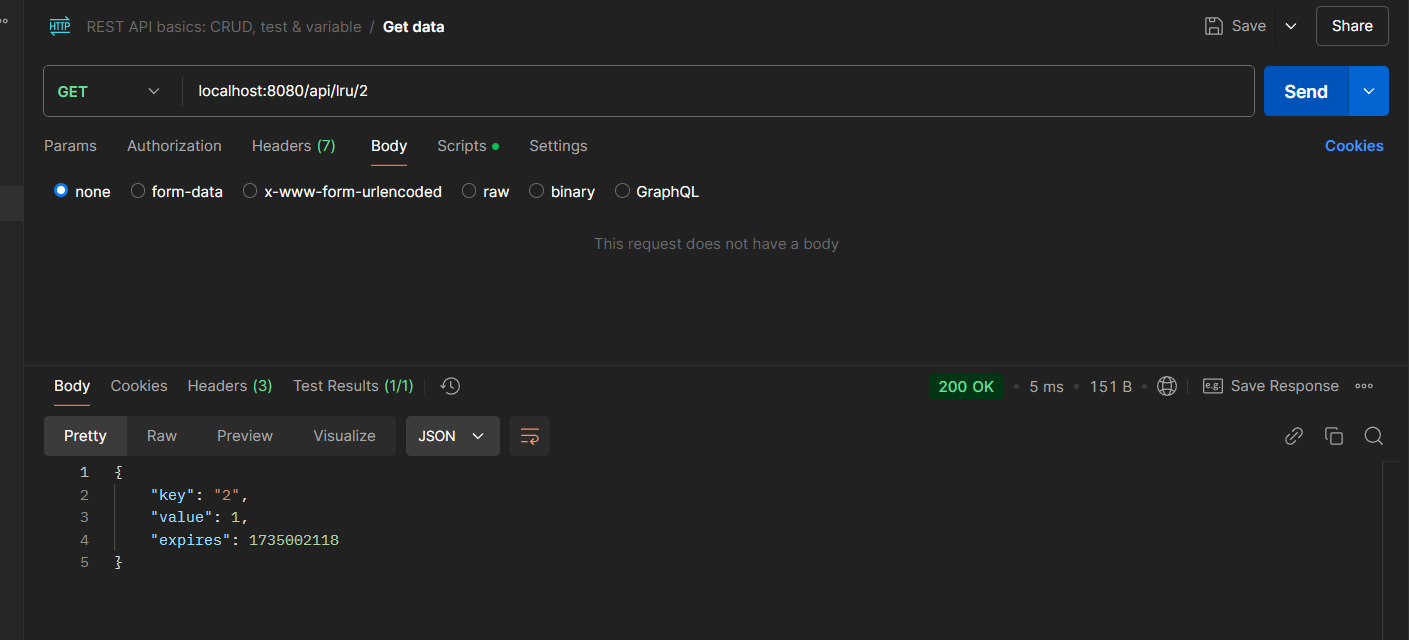 HTTP REST API basics: CRUD, test & variable / Get data Save Share
GET localhost:8080/api/lru/2 Send
Params Authorization Headers (7) Body Scripts Settings Cookies
none form-data x-www-form-urlencoded raw binary GraphQL
This request does not have a body
Body Cookies Headers (3) Test Results (1/1) 200 OK 5 ms 151 B e.g. Save Response
Pretty Raw Preview Visualize JSON
1 {
2 "key": "2",
3 "value": 1,
4 "expires": 1735002118
5 }